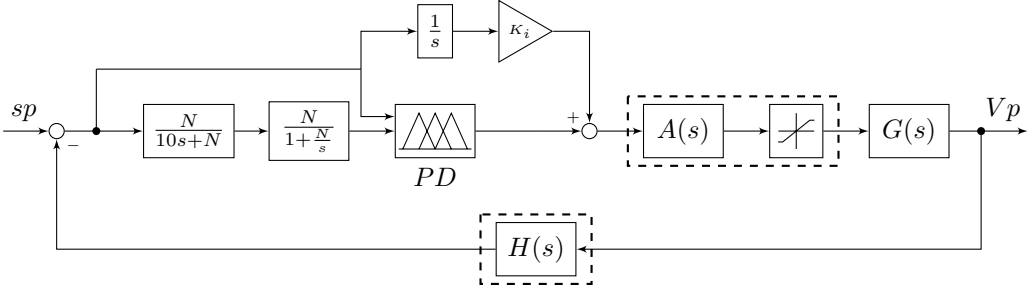 1/s
K_i
sp
N/(10s+N)
N/(1+N/s)
+
A(s)
G(s)
Vp
−
PD
H(s)